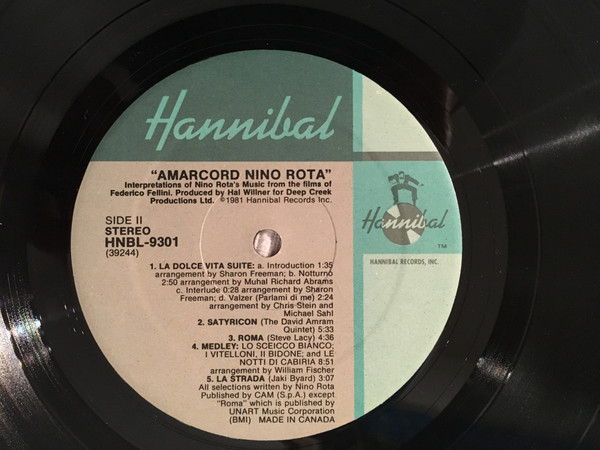 Hannibal
"AMARCORD NINO ROTA"
Interpretations of Nino Rota's Music from the films of
Federico Fellini. Produced by Hal Willner for Deep Creek
Productions Ltd. ©1981 Hannibal Records Inc.
SIDE II
STEREO
HNBL-9301
(39244)
Hannibal
TM
HANNIBAL RECORDS, INC.
1. LA DOLCE VITA SUITE: a. Introduction 1:35
arrangement by Sharon Freeman; b. Notturno
2:50 arrangement by Muhal Richard Abrams
c. Interlude 0:28 arrangement by Sharon
Freeman; d. Valzer (Parlami di me) 2:24
arrangement by Chris Stein and
Michael Sahl
2. SATYRICON (The David Amram
Quintet) 5:33
3. ROMA (Steve Lacy) 4:36
4. MEDLEY: LO SCEICCO BIANCO;
I VITELLONI, II BIDONE; and LE
NOTTI DI CABIRIA 8:51
arrangement by William Fischer
5. LA STRADA (Jaki Byard) 3:07
All selections written by Nino Rota
Published by CAM (S.p.A.) except
"Roma" which is published by
UNART Music Corporation
(BMI) MADE IN CANADA